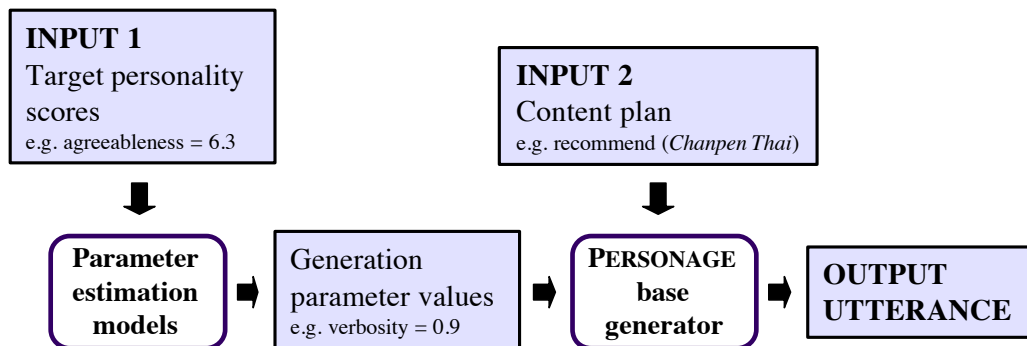 INPUT 1
Target personality
scores
e.g. agreeableness = 6.3
INPUT 2
Content plan
e.g. recommend (Chanpen Thai)
Parameter
estimation
models
Generation
parameter values
e.g. verbosity = 0.9
PERSONAGE
base
generator
OUTPUT
UTTERANCE